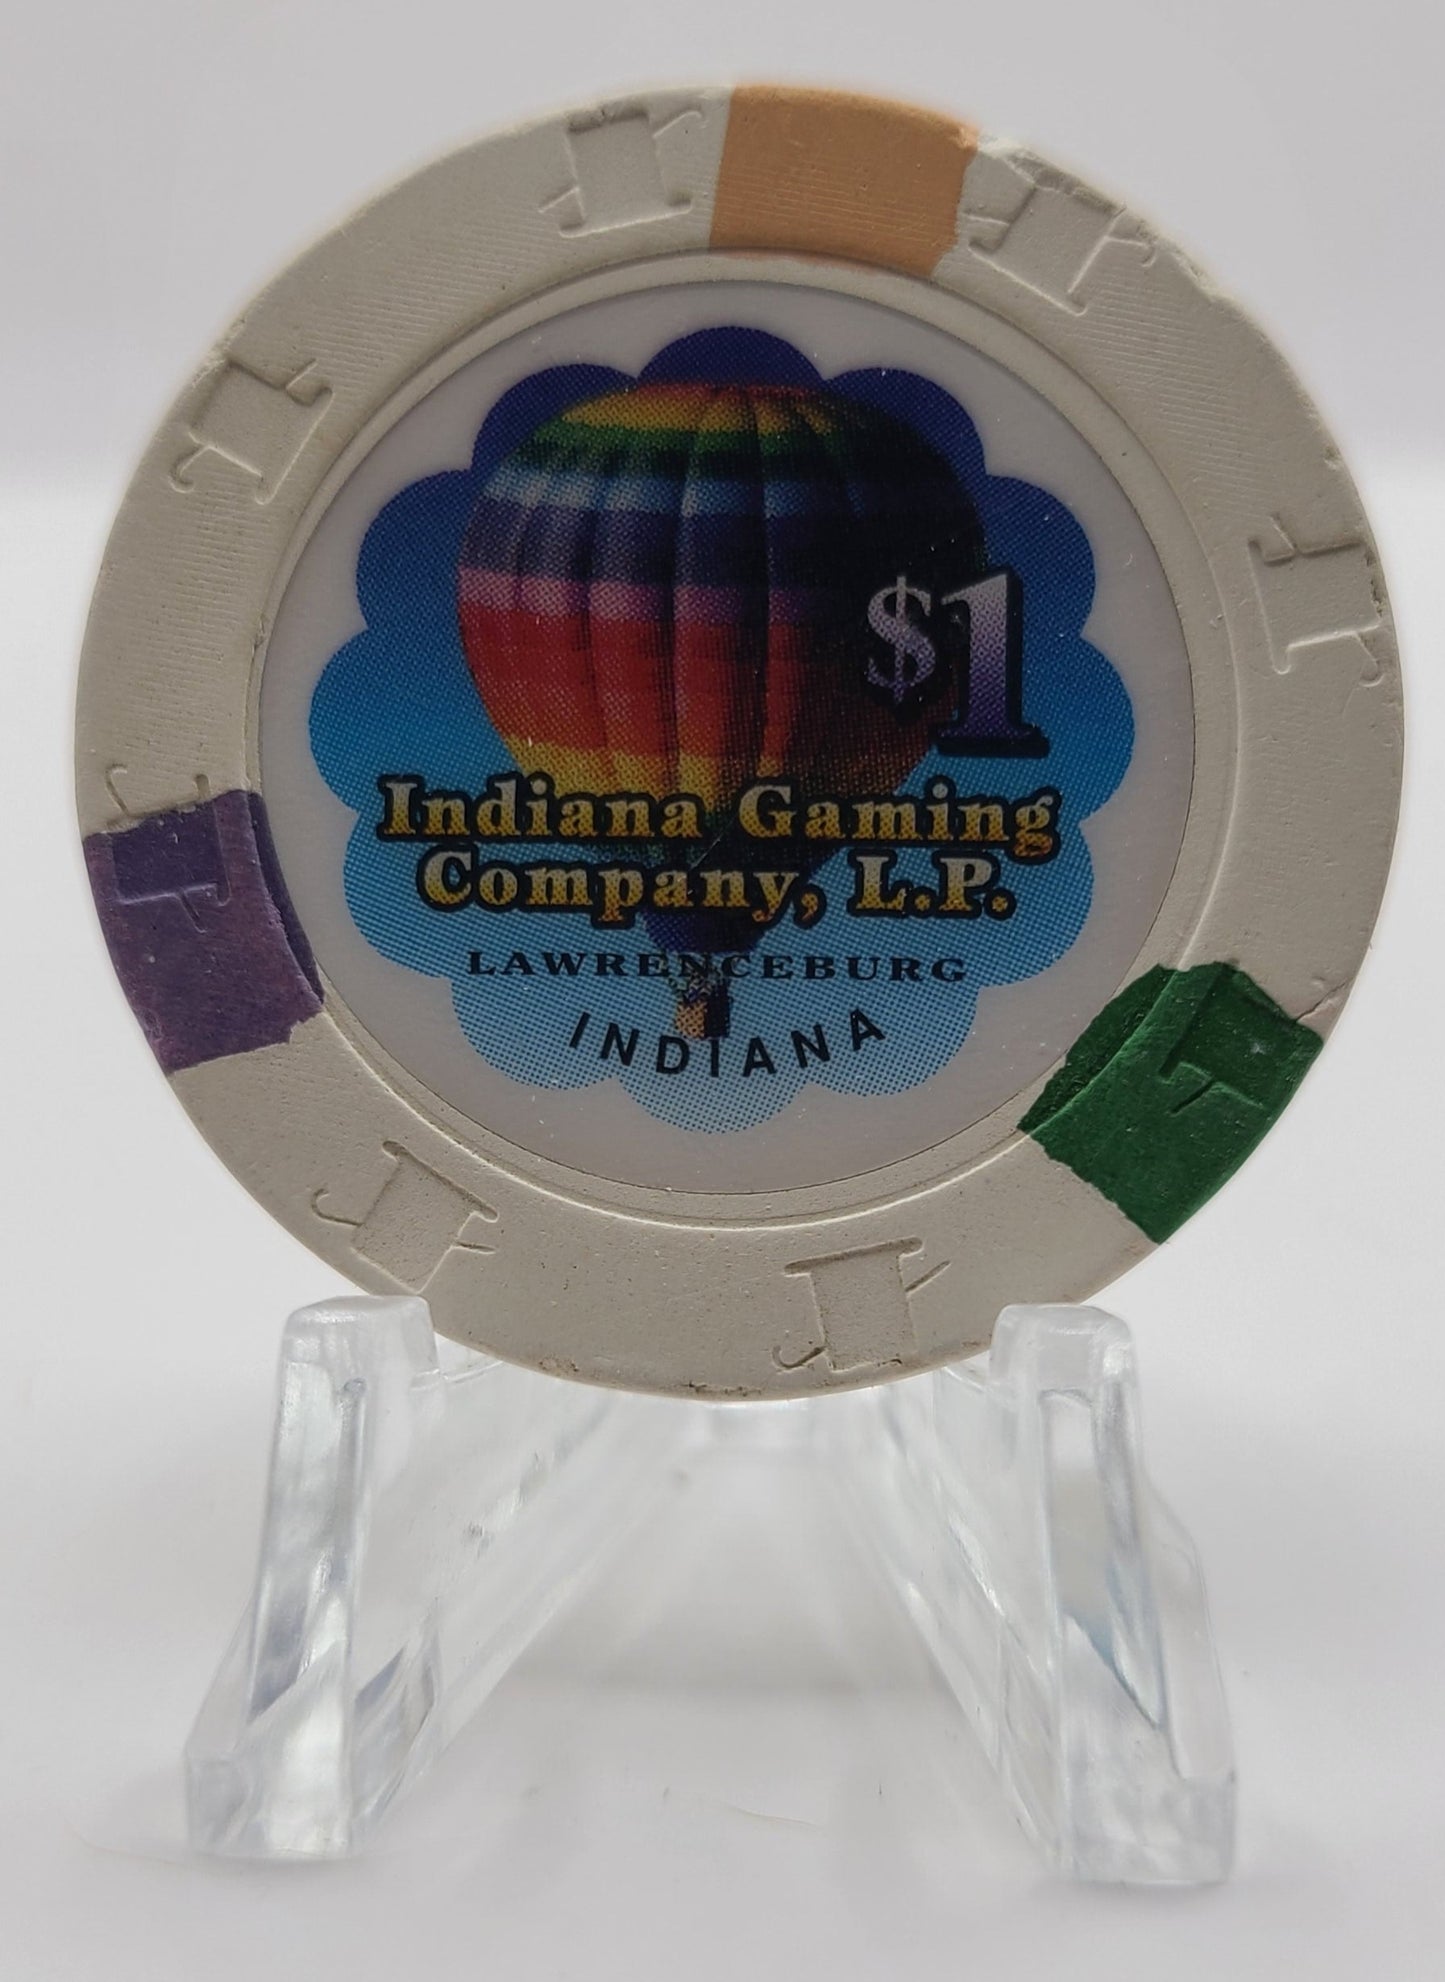 $1
Indiana Gaming
Company, L.P.
LAWRENCEBURG
INDIANA